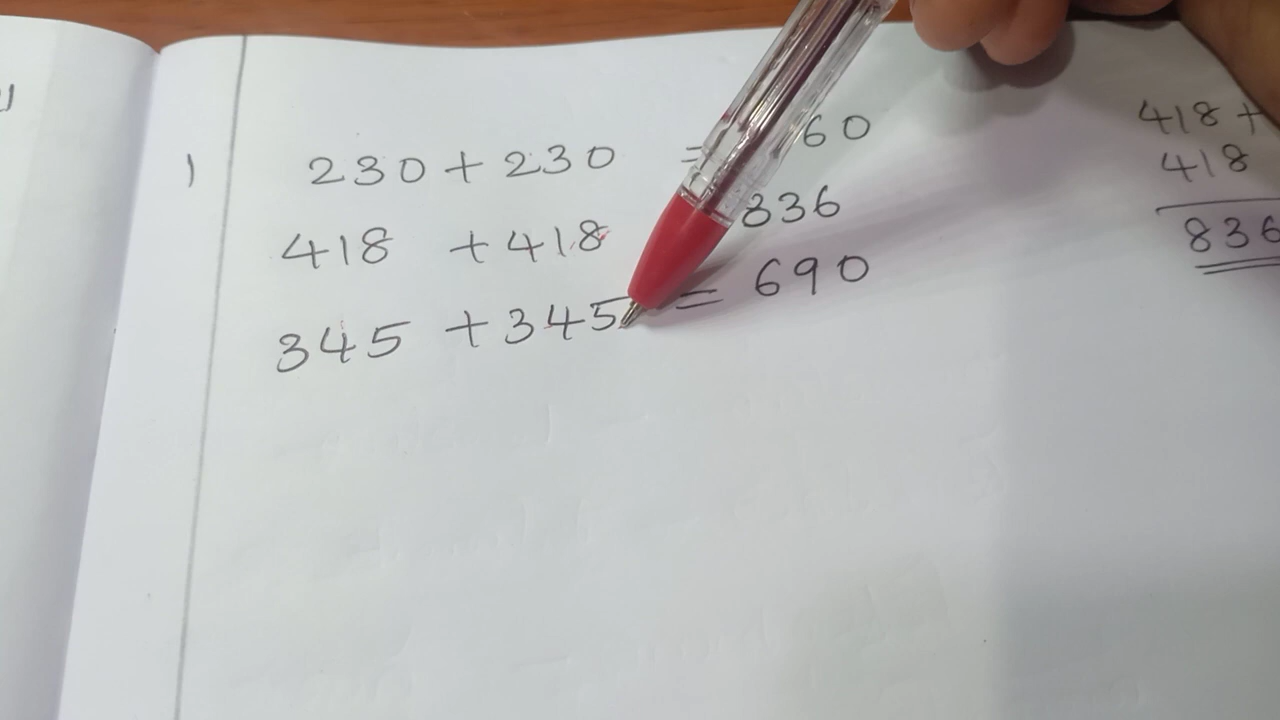 1 230 + 230 = 60
418 + 418 836
345 + 345 = 690
418 +
418
836